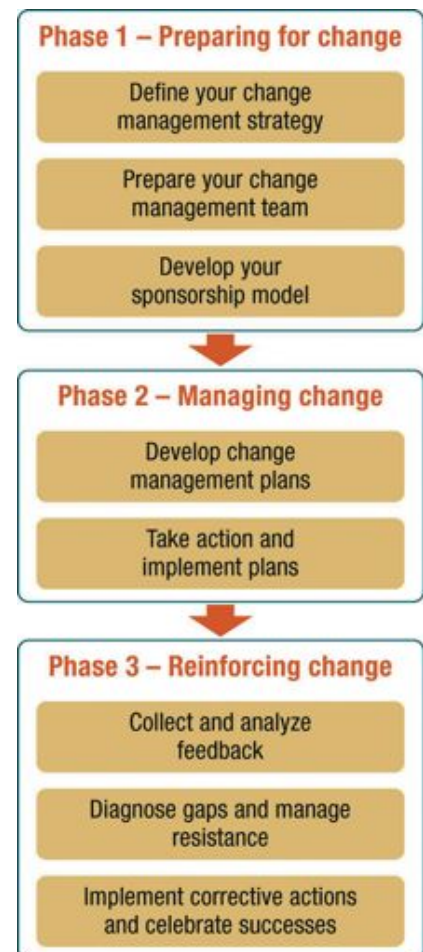 Phase 1 – Preparing for change
Define your change
management strategy
Prepare your change
management team
Develop your
sponsorship model
Phase 2 – Managing change
Develop change
management plans
Take action and
implement plans
Phase 3 – Reinforcing change
Collect and analyze
feedback
Diagnose gaps and manage
resistance
Implement corrective actions
and celebrate successes